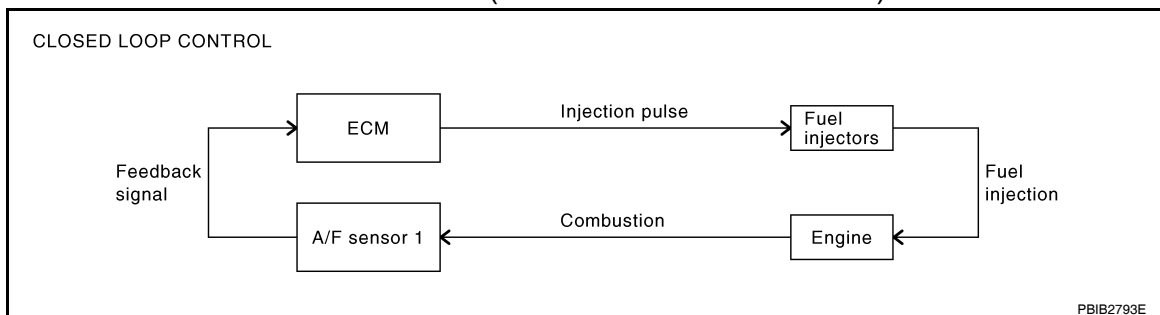 CLOSED LOOP CONTROL
ECM
Injection pulse
Fuel
injectors
Feedback
signal
Fuel
injection
A/F sensor 1
Combustion
Engine
PBIB2793E